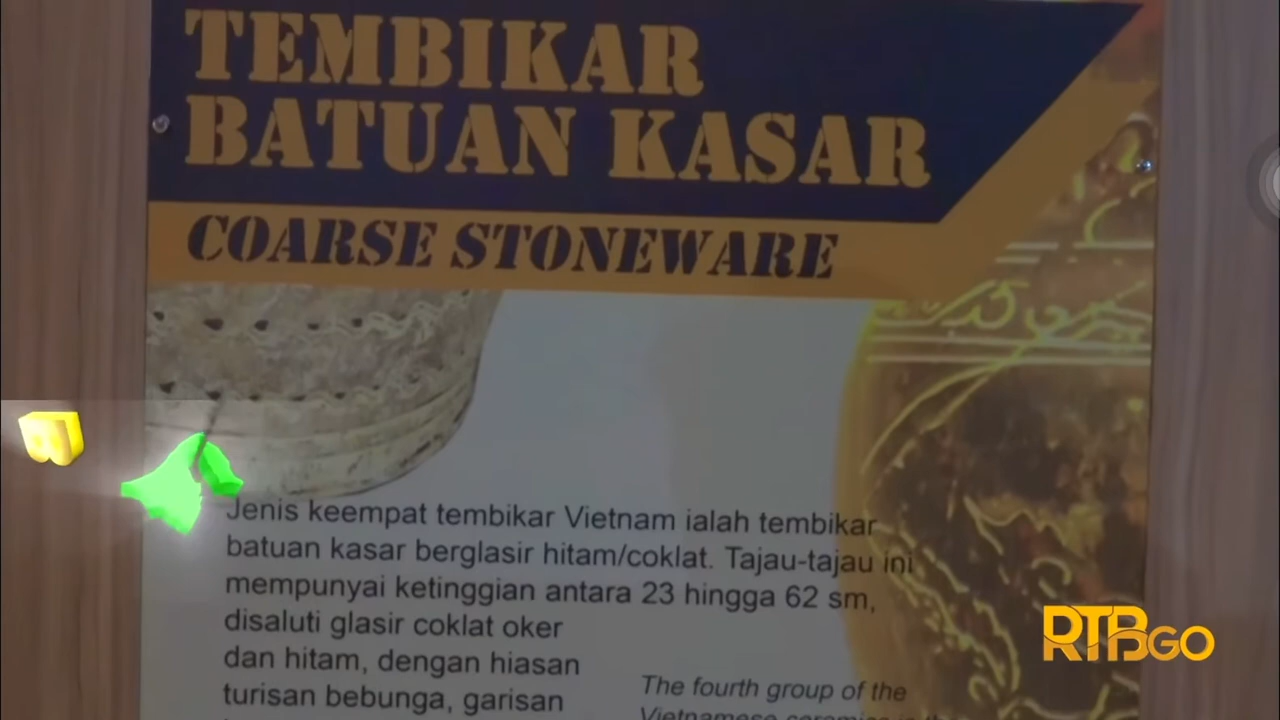 TEMBIKAR
BATUAN KASAR
COARSE STONEWARE
Jenis keempat tembikar Vietnam ialah tembikar
batuan kasar berglasir hitam/coklat. Tajau-tajau ini
mempunyai ketinggian antara 23 hingga 62 sm,
disaluti glasir coklat oker
dan hitam, dengan hiasan
turisan bebunga, garisan
The fourth group of the
RTBGO